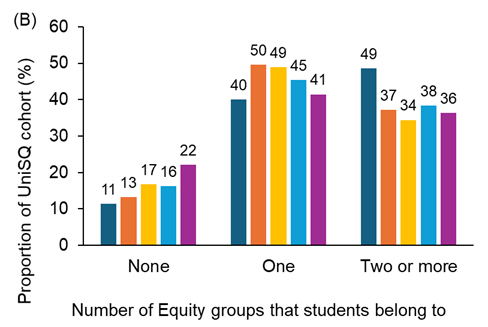 (B)
Proportion of UniSQ cohort (%)
60
50
40
30
20
10
0
11 13 17 16 22
40 50 49 45 41
49 37 34 38 36
None One Two or more
Number of Equity groups that students belong to